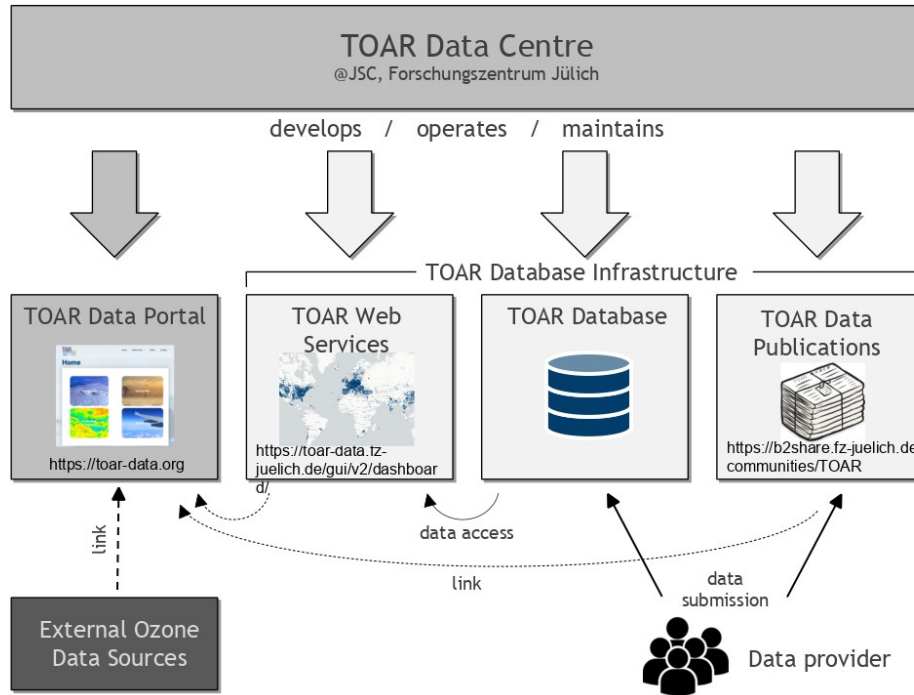 TOAR Data Centre
@JSC, Forschungszentrum Jülich
develops / operates / maintains
TOAR Database Infrastructure
TOAR Data Portal
Home
https://toar-data.org
TOAR Web
Services
https://toar-data.fz-
juelich.de/gui/v2/dashboar
d/
TOAR Database
TOAR Data
Publications
https://b2share.fz-juelich.de/
communities/TOAR
link
data access
link
data
submission
External Ozone
Data Sources
Data provider